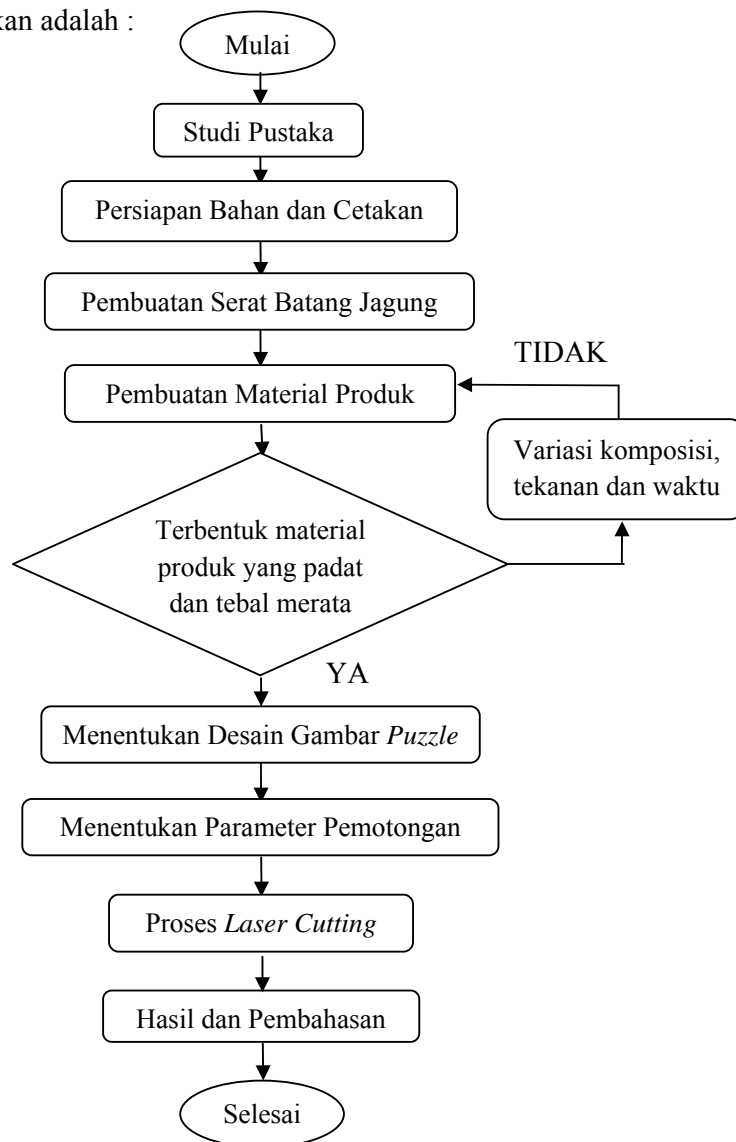 kan adalah :
Mulai
Studi Pustaka
Persiapan Bahan dan Cetakan
Pembuatan Serat Batang Jagung
TIDAK
Pembuatan Material Produk
Variasi komposisi,
tekanan dan waktu
Terbentuk material
produk yang padat
dan tebal merata
YA
Menentukan Desain Gambar Puzzle
Menentukan Parameter Pemotongan
Proses Laser Cutting
Hasil dan Pembahasan
Selesai